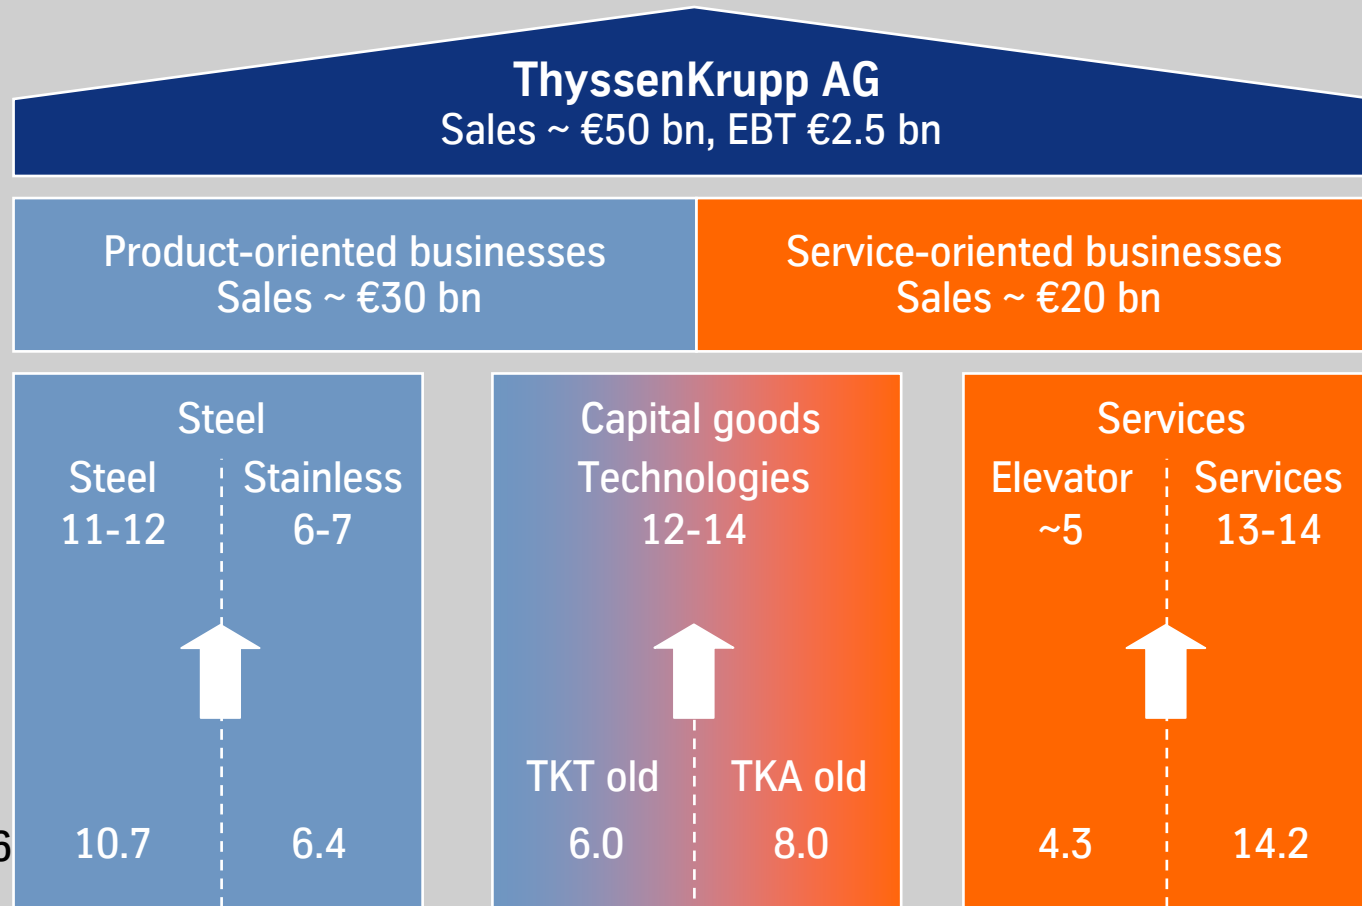 ThyssenKrupp AG
Sales ~ €50 bn, EBT €2.5 bn
Product-oriented businesses
Sales ~ €30 bn
Service-oriented businesses
Sales ~ €20 bn
Steel
Steel Stainless
11-12 6-7
10.7 6.4
Capital goods
Technologies
12-14
TKT old TKA old
6.0 8.0
Services
Elevator Services
~5 13-14
4.3 14.2